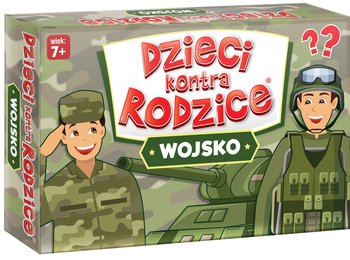 wiek:
7+
Dzieci
kontra
Rodzice®
WOJSKO
??
Dzieci
kontra
Rodzice®
WOJSKO